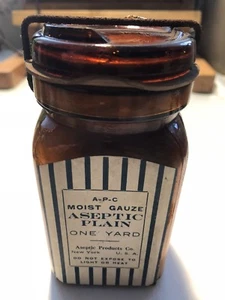 A-P-C
MOIST GAUZE
ASEPTIC
PLAIN
ONE YARD
Aseptic Products Co.
New York U. S. A.
DO NOT EXPOSE TO
LIGHT OR HEAT